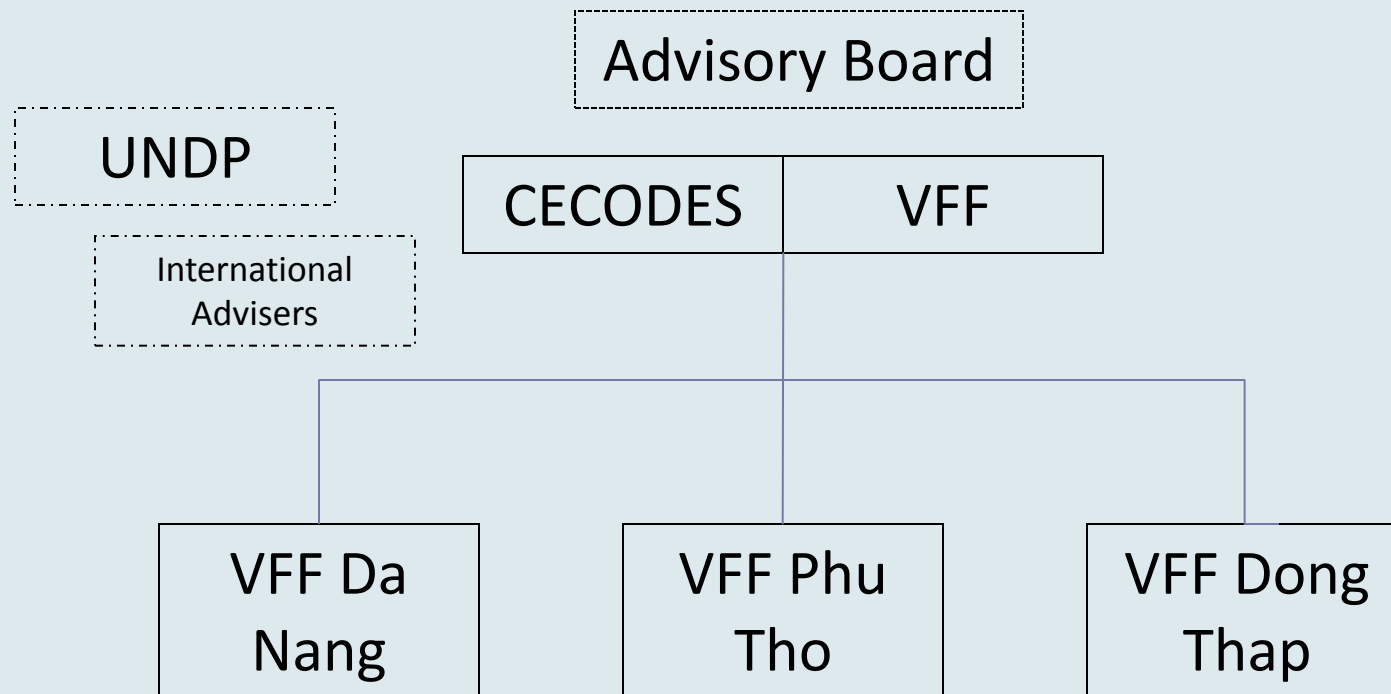 Advisory Board
UNDP
CECODES
VFF
International
Advisers
VFF Da
Nang
VFF Phu
Tho
VFF Dong
Thap